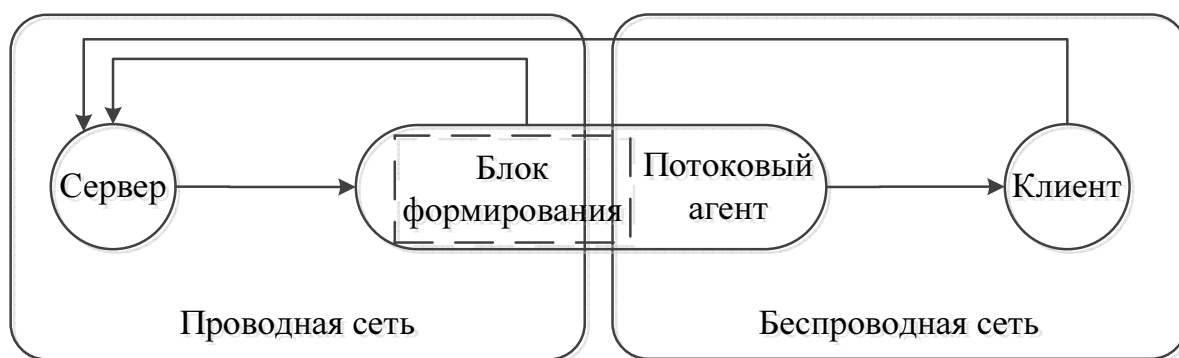 Сервер
Блок
формирования
Потоковый
агент
Клиент
Проводная сеть
Беспроводная сеть